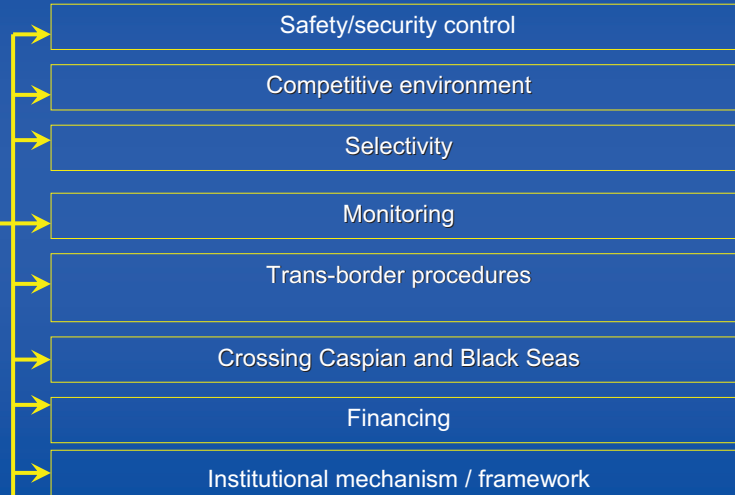 Safety/security control
Competitive environment
Selectivity
Monitoring
Trans-border procedures
Crossing Caspian and Black Seas
Financing
Institutional mechanism / framework